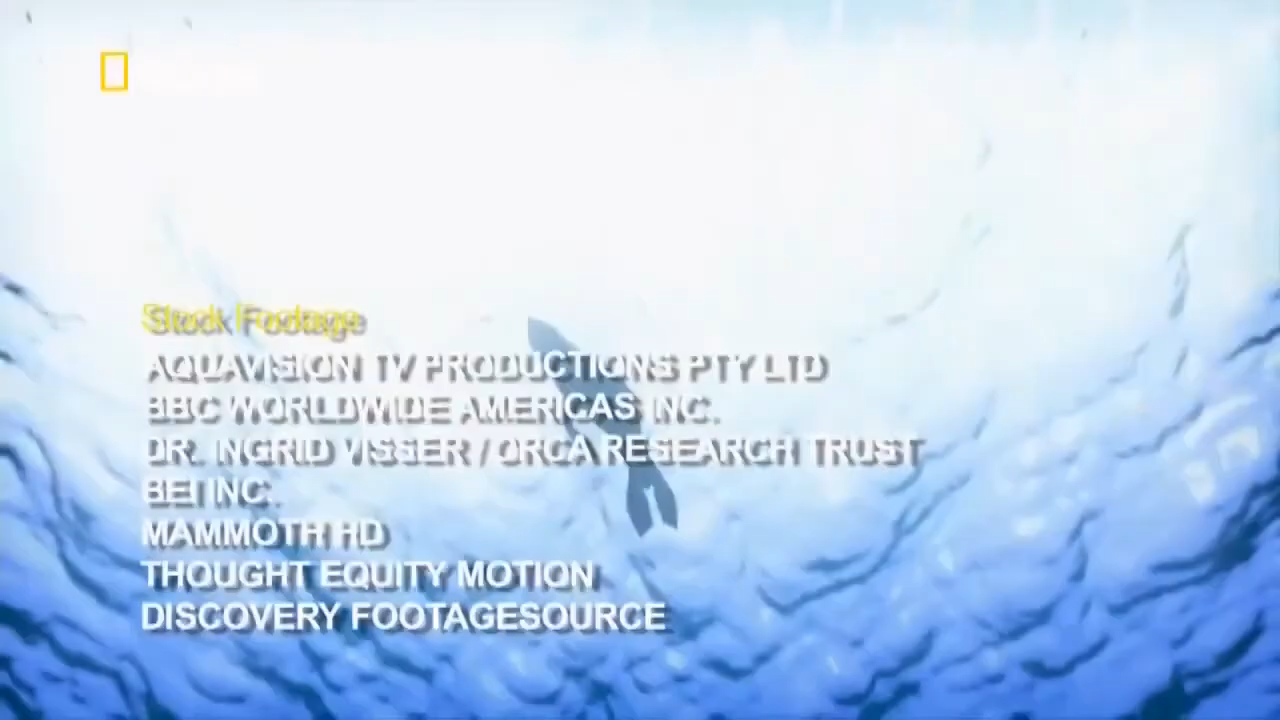 Stock Footage
AQUAVISION TV PRODUCTIONS PTY LTD
BBC WORLDWIDE AMERICAS INC.
DR. INGRID VISSER / ORCA RESEARCH TRUST
BEI INC.
MAMMOTH HD
THOUGHT EQUITY MOTION
DISCOVERY FOOTAGESOURCE